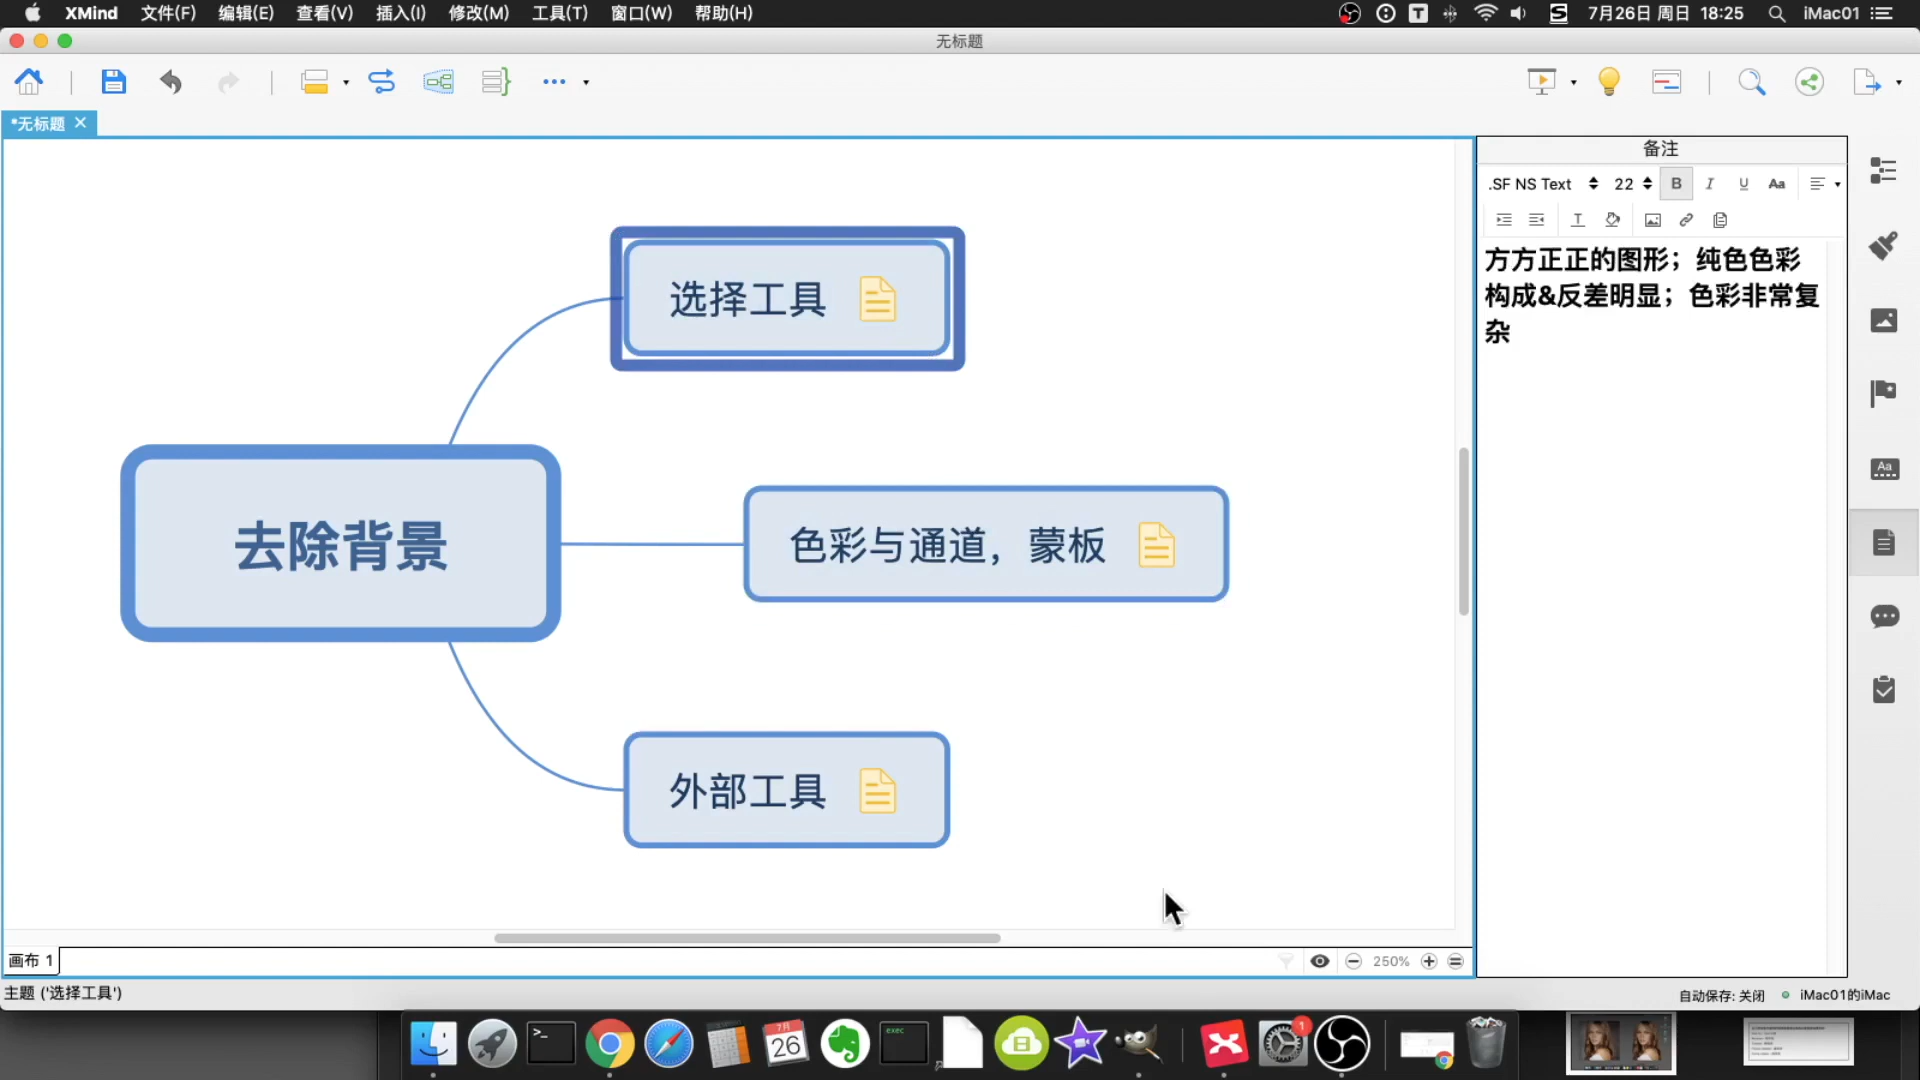 XMind 文件(F) 编辑(E) 查看(V) 插入(I) 修改(M) 工具(T) 窗口(W) 帮助(H) 7月26日 周日 18:25 iMac01
无标题
*无标题
备注
.SF NS Text 22 B I U Aa
方方正正的图形；纯色色彩
构成&反差明显；色彩非常复
杂
选择工具
去除背景
色彩与通道，蒙板
外部工具
画布 1
250%
主题 ('选择工具')
自动保存: 关闭 iMac01的iMac
7月
26
exec
1